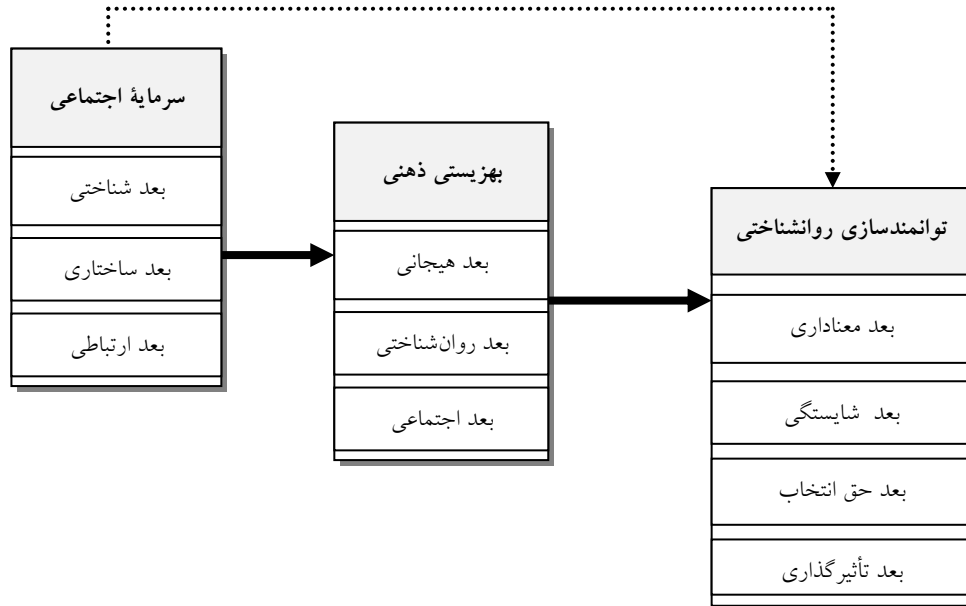 سرمایهٔ اجتماعی
بعد شناختی
بعد ساختاری
بعد ارتباطی
بهزیستی ذهنی
بعد هیجانی
بعد روان‌شناختی
بعد اجتماعی
توانمندسازی روانشناختی
بعد معناداری
بعد شایستگی
بعد حق انتخاب
بعد تأثیرگذاری